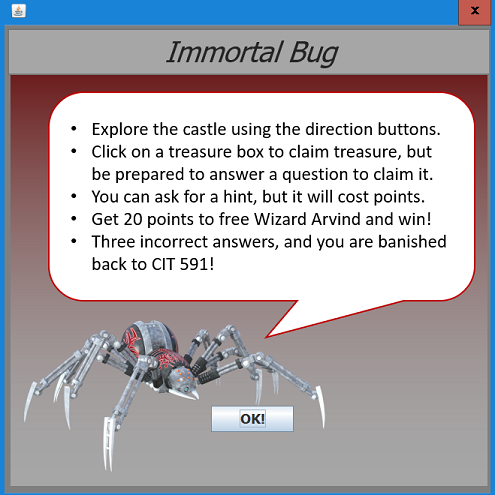 Immortal Bug
• Explore the castle using the direction buttons.
• Click on a treasure box to claim treasure, but
be prepared to answer a question to claim it.
• You can ask for a hint, but it will cost points.
• Get 20 points to free Wizard Arvind and win!
• Three incorrect answers, and you are banished
back to CIT 591!
OK!